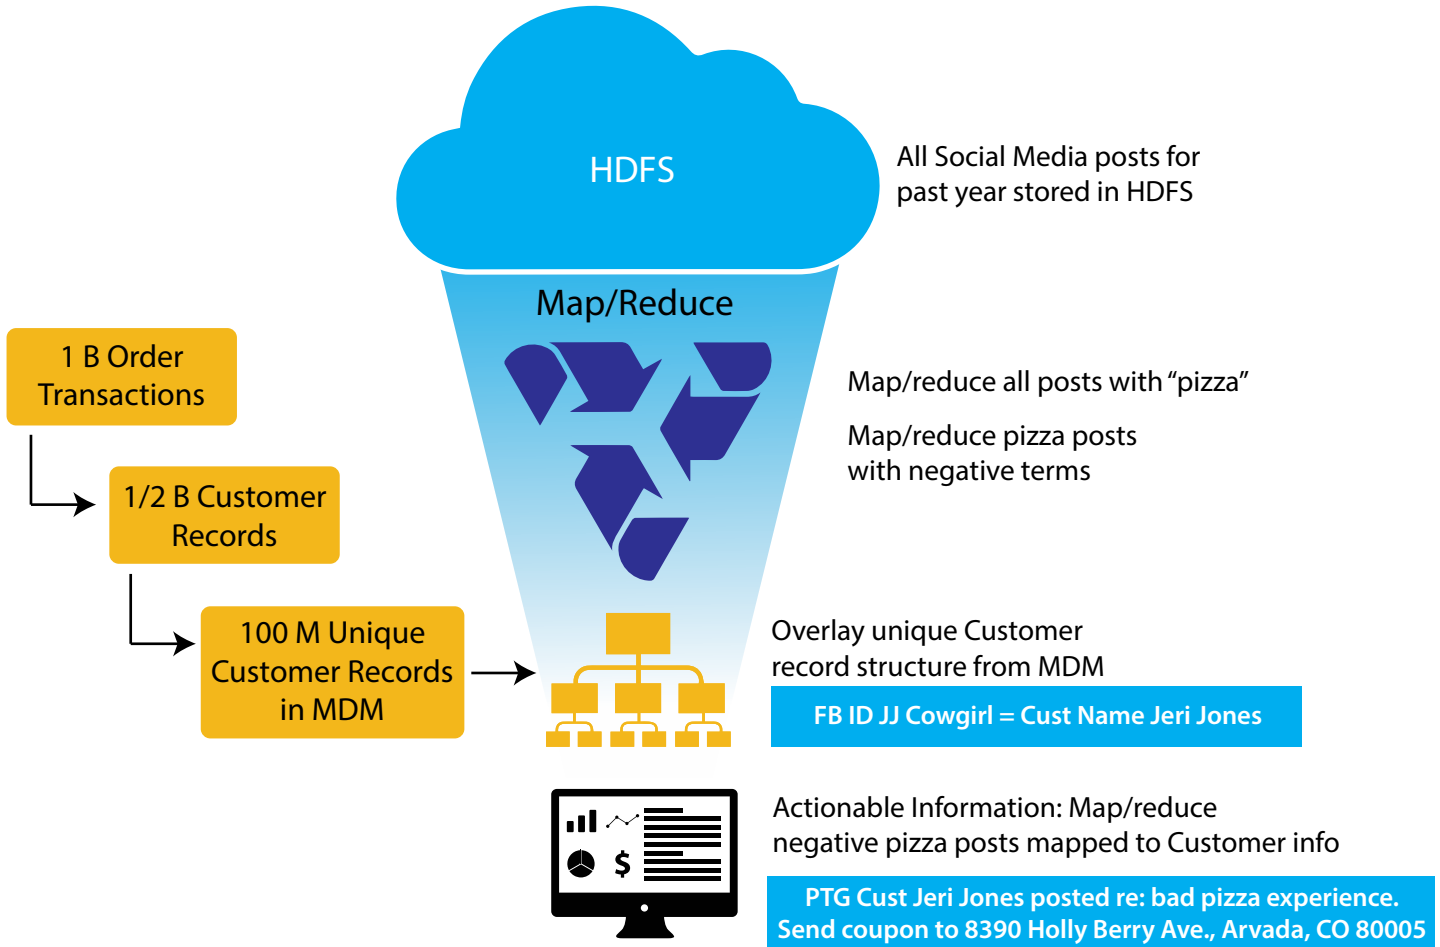 HDFS
All Social Media posts for
past year stored in HDFS
Map/Reduce
1 B Order
Transactions
Map/reduce all posts with “pizza”
Map/reduce pizza posts
with negative terms
1/2 B Customer
Records
100 M Unique
Customer Records
in MDM
Overlay unique Customer
record structure from MDM
FB ID JJ Cowgirl = Cust Name Jeri Jones
$
Actionable Information: Map/reduce
negative pizza posts mapped to Customer info
PTG Cust Jeri Jones posted re: bad pizza experience.
Send coupon to 8390 Holly Berry Ave., Arvada, CO 80005